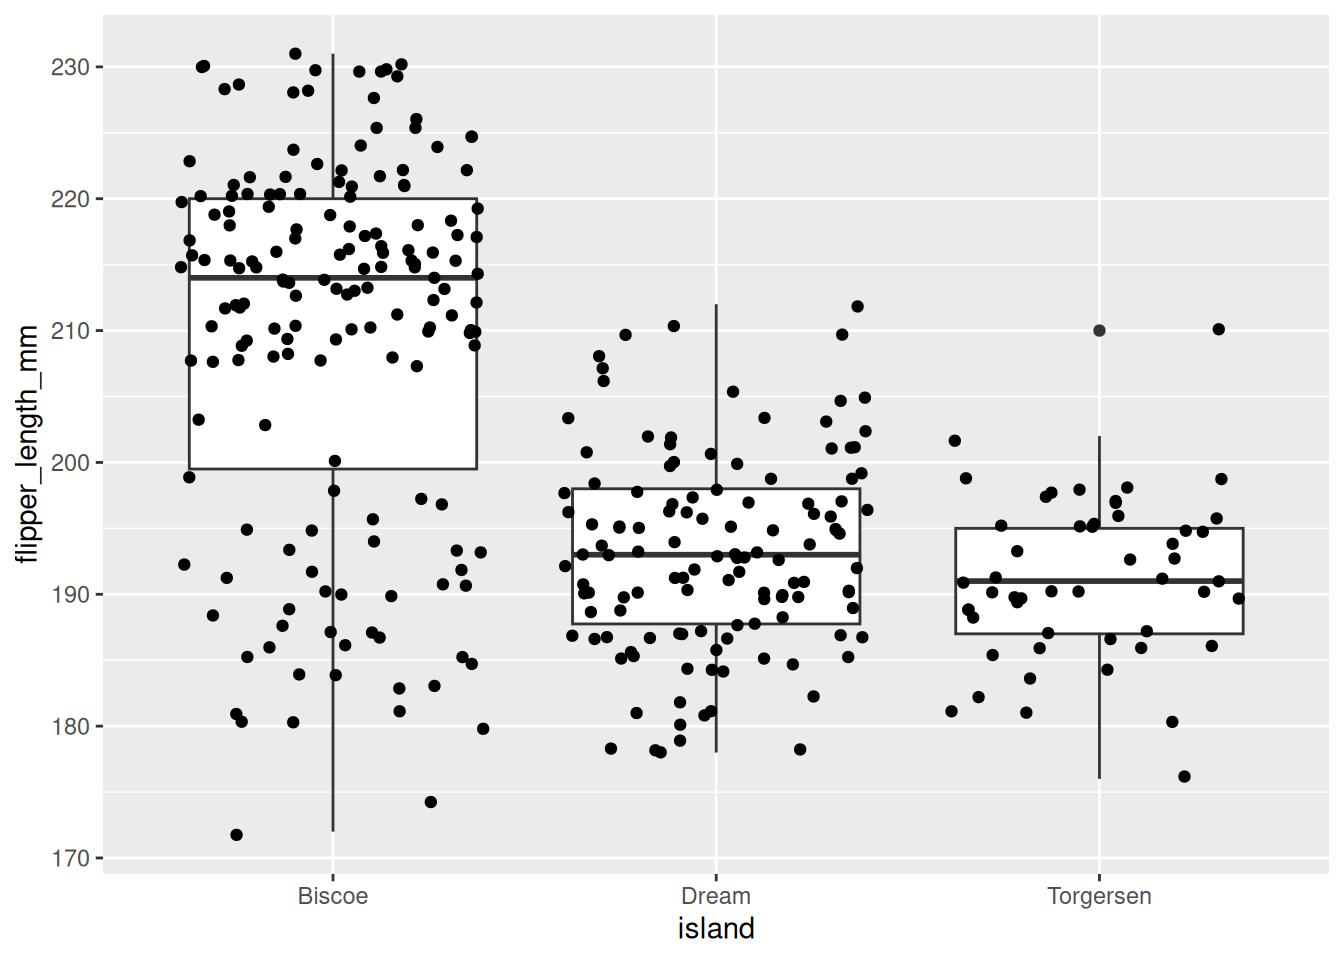 flipper_length_mm
230
220
210
200
190
180
170
Biscoe
Dream
Torgersen
island